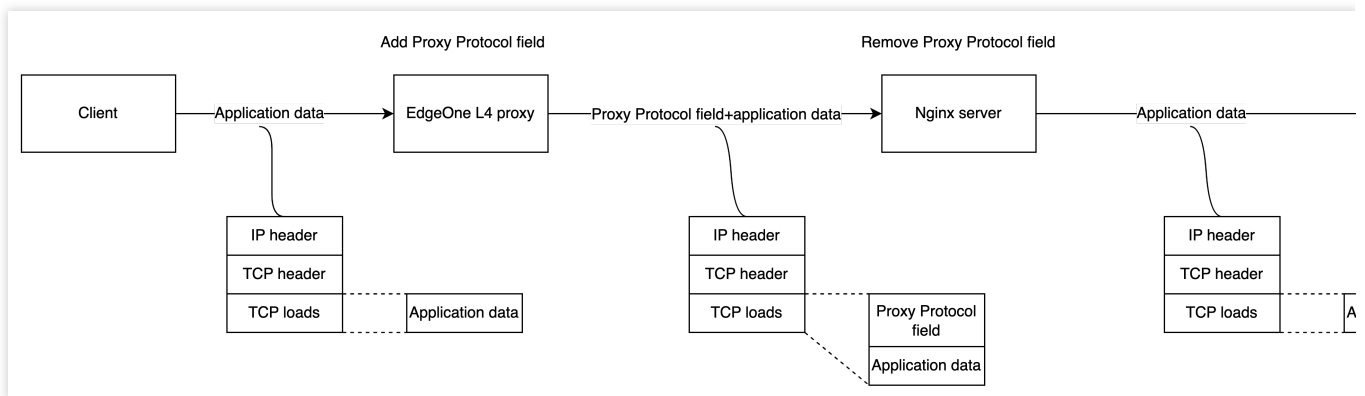 Add Proxy Protocol field
Remove Proxy Protocol field
Client
Application data
EdgeOne L4 proxy
Proxy Protocol field+application data
Nginx server
Application data
IP header
TCP header
TCP loads
Application data
IP header
TCP header
TCP loads
Proxy Protocol
field
Application data
IP header
TCP header
TCP loads